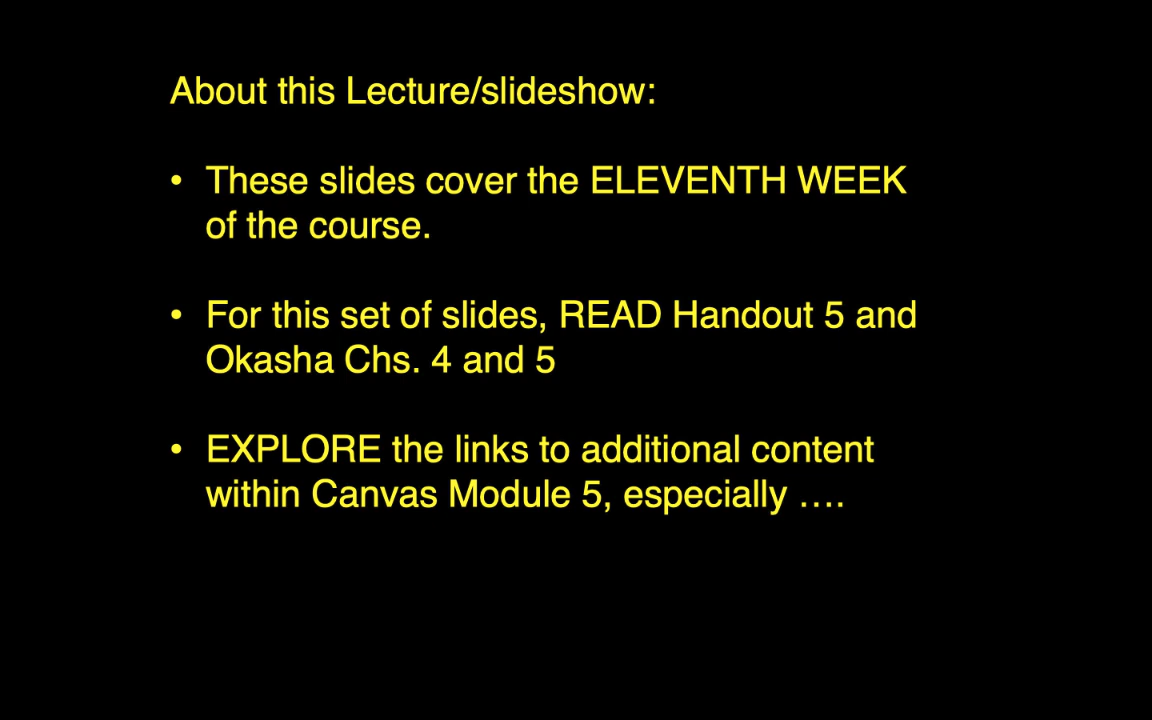 About this Lecture/slideshow:
• These slides cover the ELEVENTH WEEK
of the course.
• For this set of slides, READ Handout 5 and
Okasha Chs. 4 and 5
• EXPLORE the links to additional content
within Canvas Module 5, especially ….